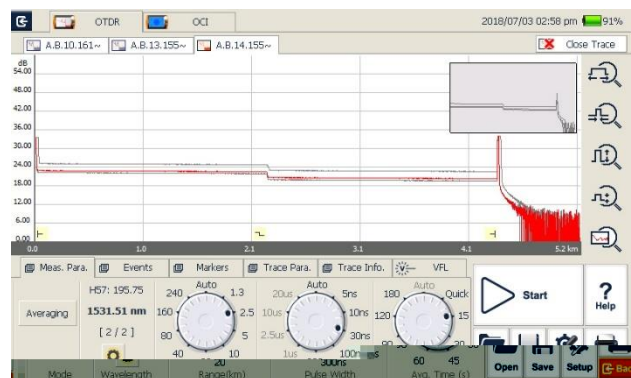 OTDR OCI 2018/07/03 02:58 pm 91%
A.B.10.161~ A.B.13.155~ A.B.14.155~ Close Trace
dB
54.00
48.00
42.00
36.00
30.00
24.00
18.00
12.00
6.00
0.0 1.0 2.1 3.1 4.1 5.2 km
Meas. Para. Events Markers Trace Para. Trace Info. VFL
Averaging
H57: 195.75
1531.51 nm
[ 2 / 2 ]
Auto
240 1.3
160 2.5
80 5
40 10
20
Auto
20us 5ns
10us 10ns
2.5us 30ns
1us 100ns
300ns
Auto
180 Quick
120 15
90 30
60 45
Start
? Help
Mode Wavelength Range(km) Pulse Width Avg. Time (s)
Open Save Setup Bac